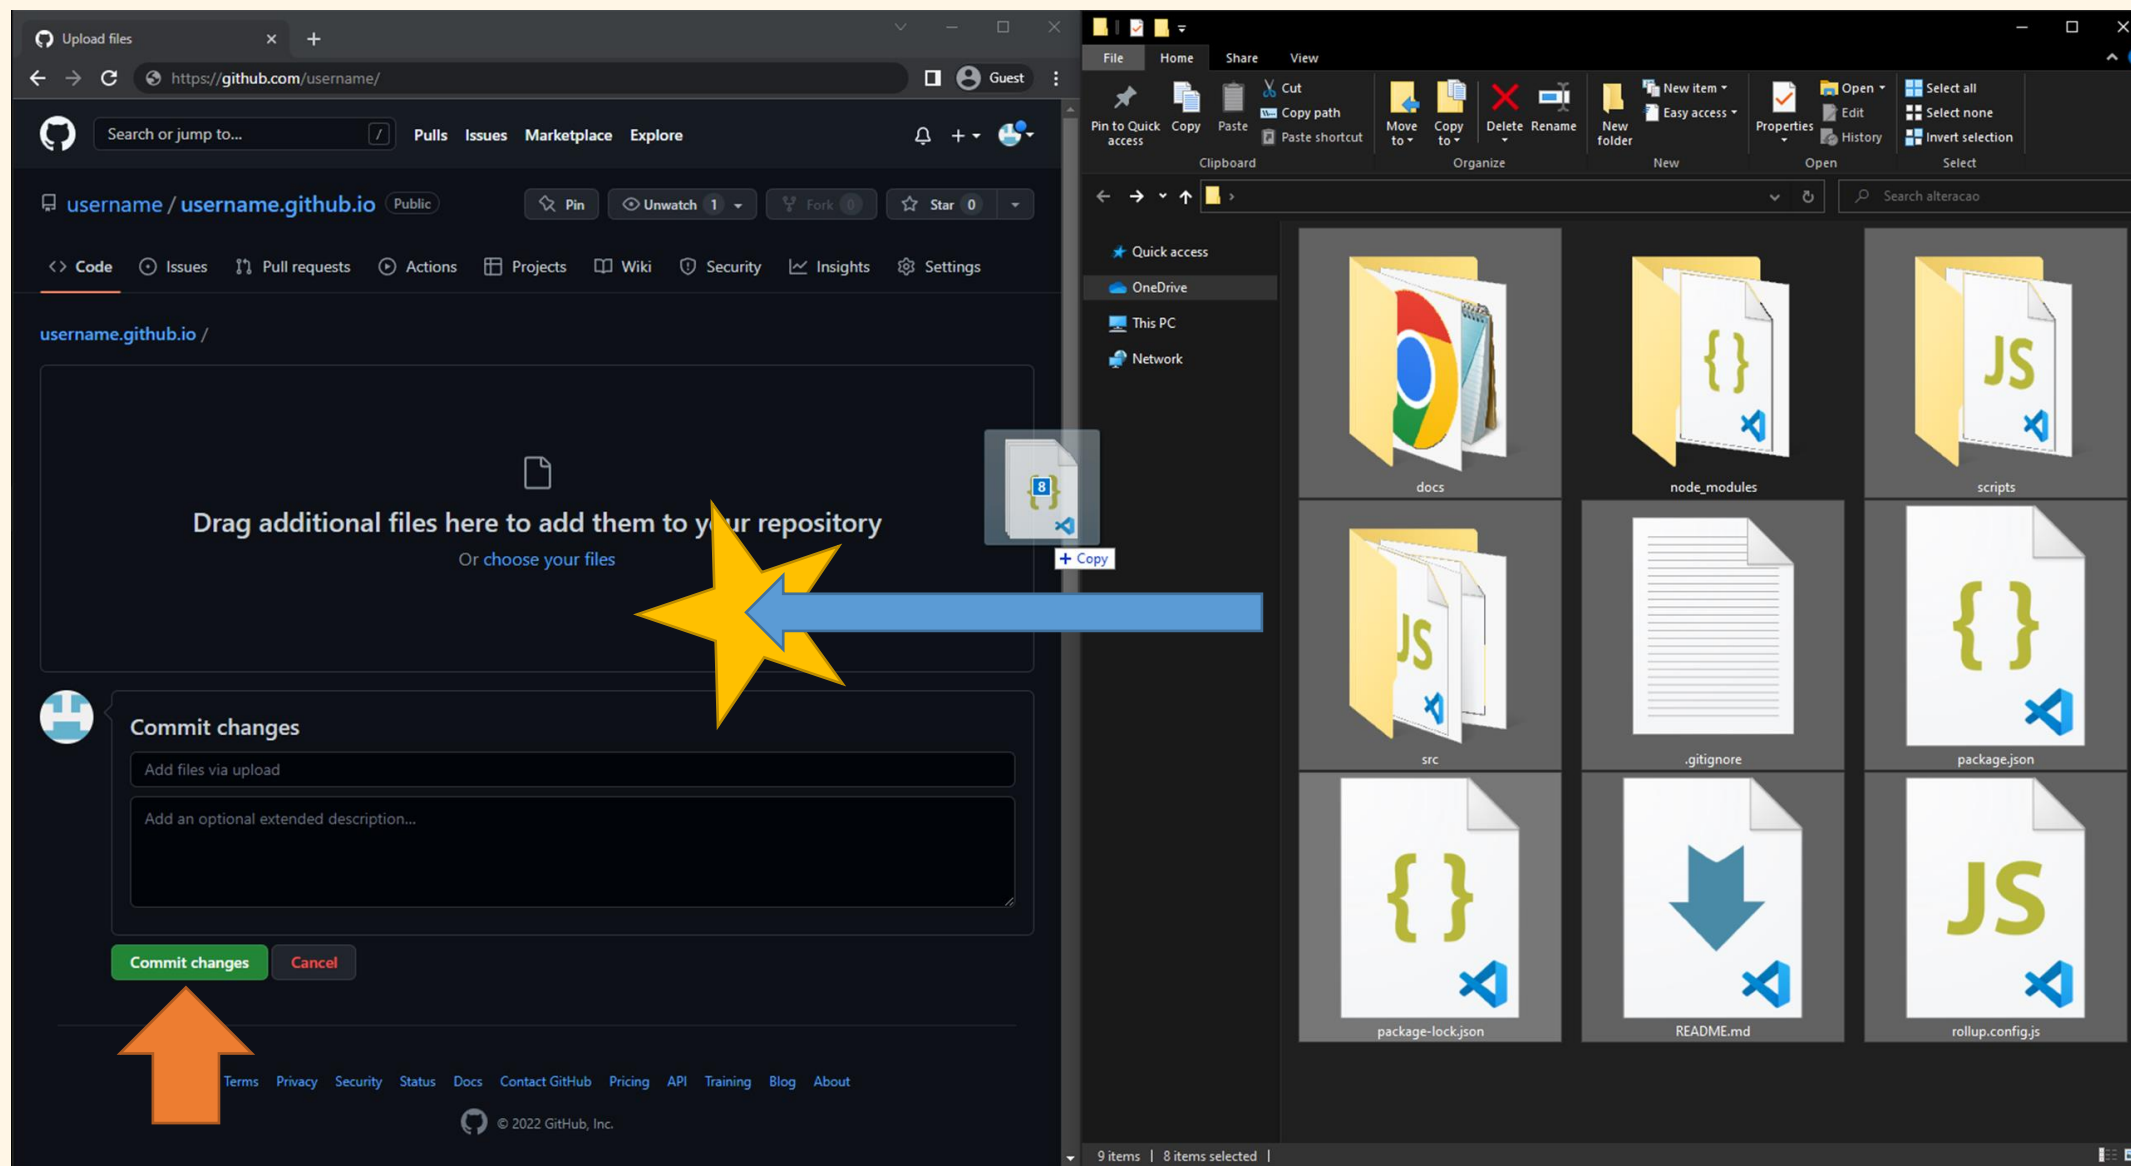 Upload files
https://github.com/username/
Guest
Search or jump to...
/
Pulls Issues Marketplace Explore
username / username.github.io Public
Pin
Unwatch 1
Fork 0
Star 0
Code Issues Pull requests Actions Projects Wiki Security Insights Settings
username.github.io /
Drag additional files here to add them to your repository
Or choose your files
8
+ Copy
Commit changes
Add files via upload
Add an optional extended description...
Commit changes Cancel
Terms Privacy Security Status Docs Contact GitHub Pricing API Training Blog About
© 2022 GitHub, Inc.
File Home Share View
Pin to Quick access
Copy
Paste
Cut
Copy path
Paste shortcut
Clipboard
Move to
Copy to
Delete
Rename
Organize
New folder
New item
Easy access
New
Properties
Open
Edit
History
Open
Select all
Select none
Invert selection
Select
Search alteracao
Quick access
OneDrive
This PC
Network
{ } JS
docs node_modules scripts
JS { }
src .gitignore package.json
{ } JS
package-lock.json README.md rollup.config.js
9 items 8 items selected